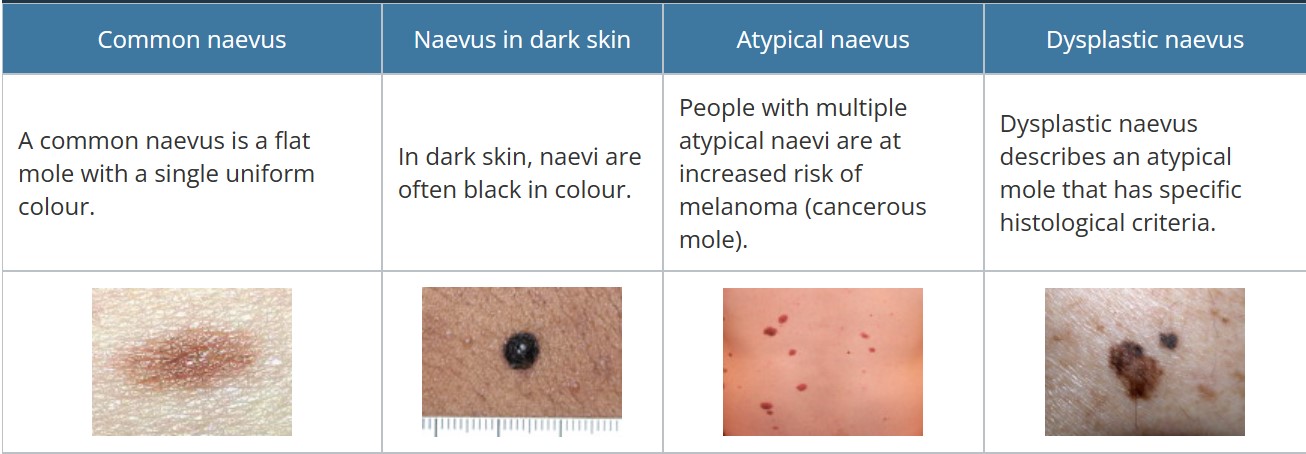 Common naevus
Naevus in dark skin
Atypical naevus
Dysplastic naevus
A common naevus is a flat
mole with a single uniform
colour.
In dark skin, naevi are
often black in colour.
People with multiple
atypical naevi are at
increased risk of
melanoma (cancerous
mole).
Dysplastic naevus
describes an atypical
mole that has specific
histological criteria.